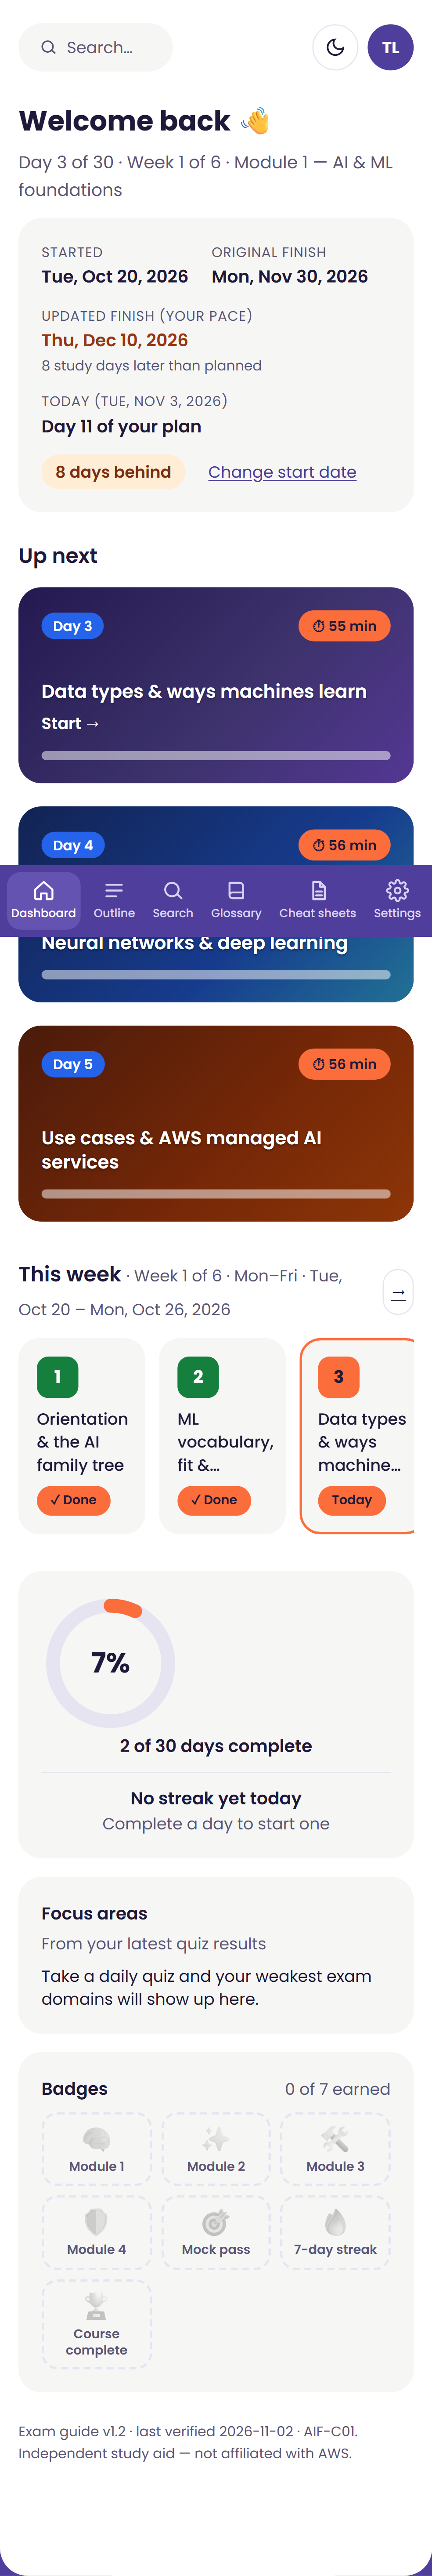 Search...
TL
Welcome back 👋
Day 3 of 30 · Week 1 of 6 · Module 1 — AI & ML
foundations
STARTED
Tue, Oct 20, 2026
ORIGINAL FINISH
Mon, Nov 30, 2026
UPDATED FINISH (YOUR PACE)
Thu, Dec 10, 2026
8 study days later than planned
TODAY (TUE, NOV 3, 2026)
Day 11 of your plan
8 days behind
Change start date
Up next
Day 3
⏱ 55 min
Data types & ways machines learn
Start →
Day 4
⏱ 56 min
Dashboard
Outline
Search
Glossary
Cheat sheets
Settings
Neural networks & deep learning
Day 5
⏱ 56 min
Use cases & AWS managed AI
services
This week · Week 1 of 6 · Mon–Fri · Tue,
Oct 20 – Mon, Oct 26, 2026
→
1
Orientation
& the AI
family tree
✓ Done
2
ML
vocabulary,
fit &...
✓ Done
3
Data types
& ways
machine...
Today
7%
2 of 30 days complete
No streak yet today
Complete a day to start one
Focus areas
From your latest quiz results
Take a daily quiz and your weakest exam
domains will show up here.
Badges
0 of 7 earned
Module 1
Module 2
Module 3
Module 4
Mock pass
7-day streak
Course
complete
Exam guide v1.2 · last verified 2026-11-02 · AIF-C01.
Independent study aid — not affiliated with AWS.